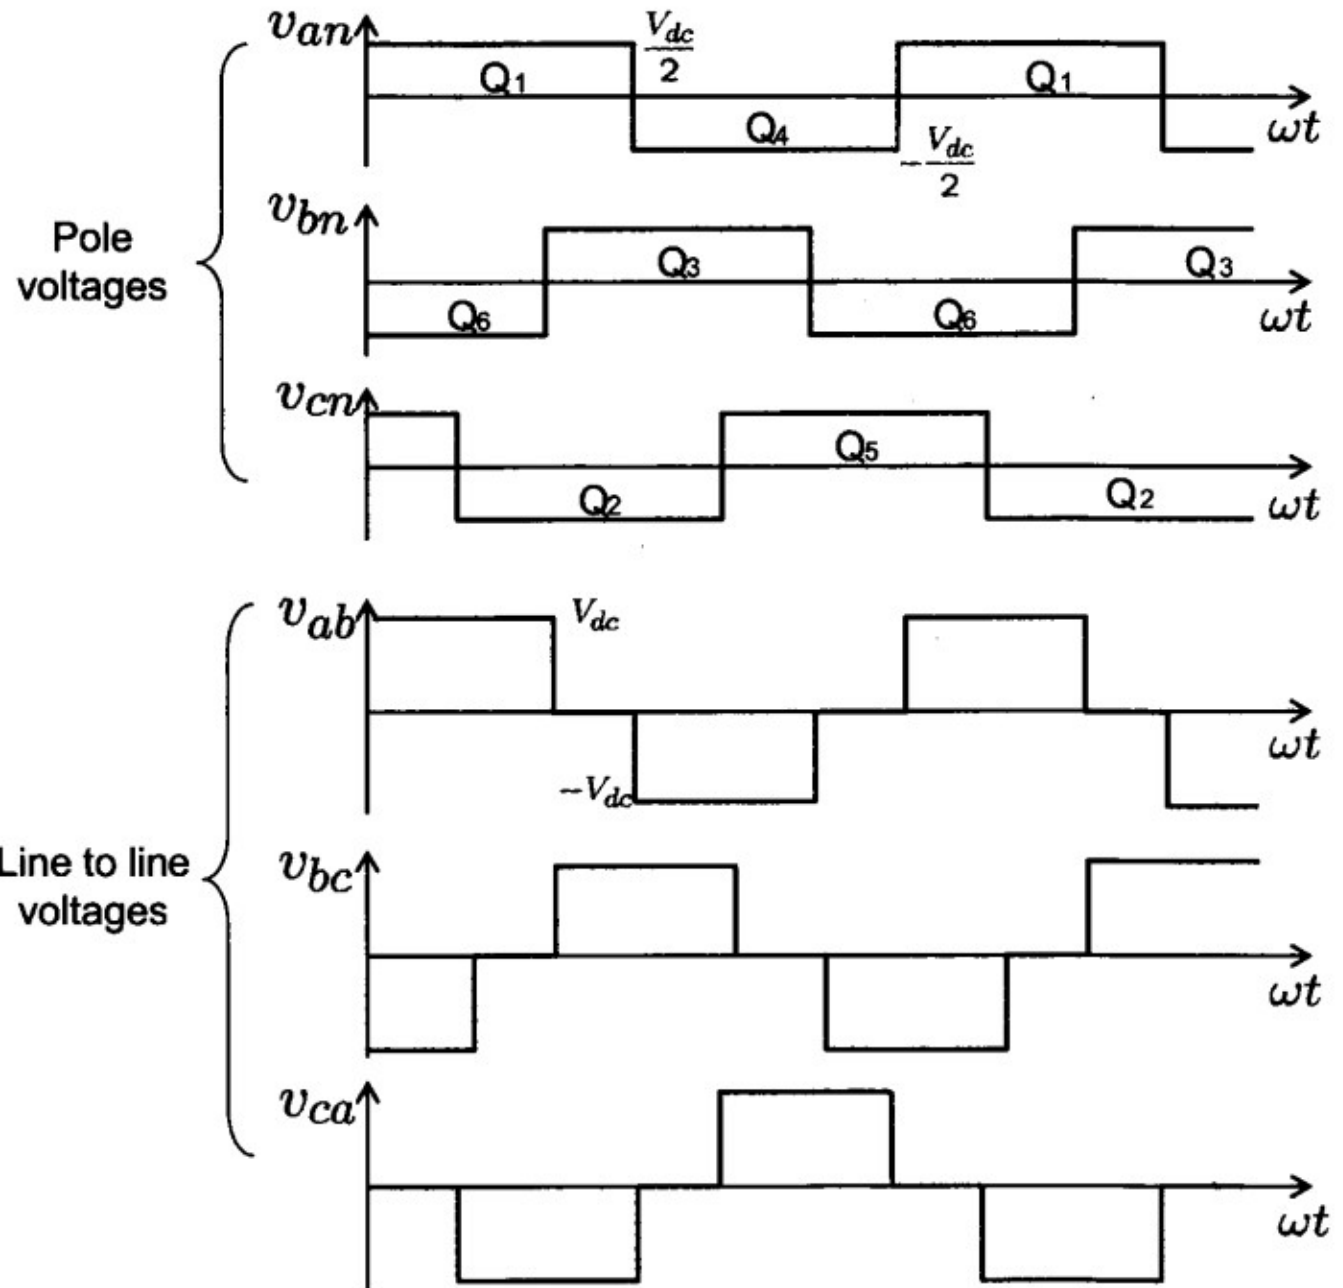 v_an
V_dc/2
Q1
Q1
Q4
ωt
-V_dc/2
Pole
voltages
v_bn
Q3
Q3
Q6
Q6
ωt
v_cn
Q5
Q2
Q2
ωt
Line to line
voltages
v_ab
V_dc
ωt
-V_dc
v_bc
ωt
v_ca
ωt